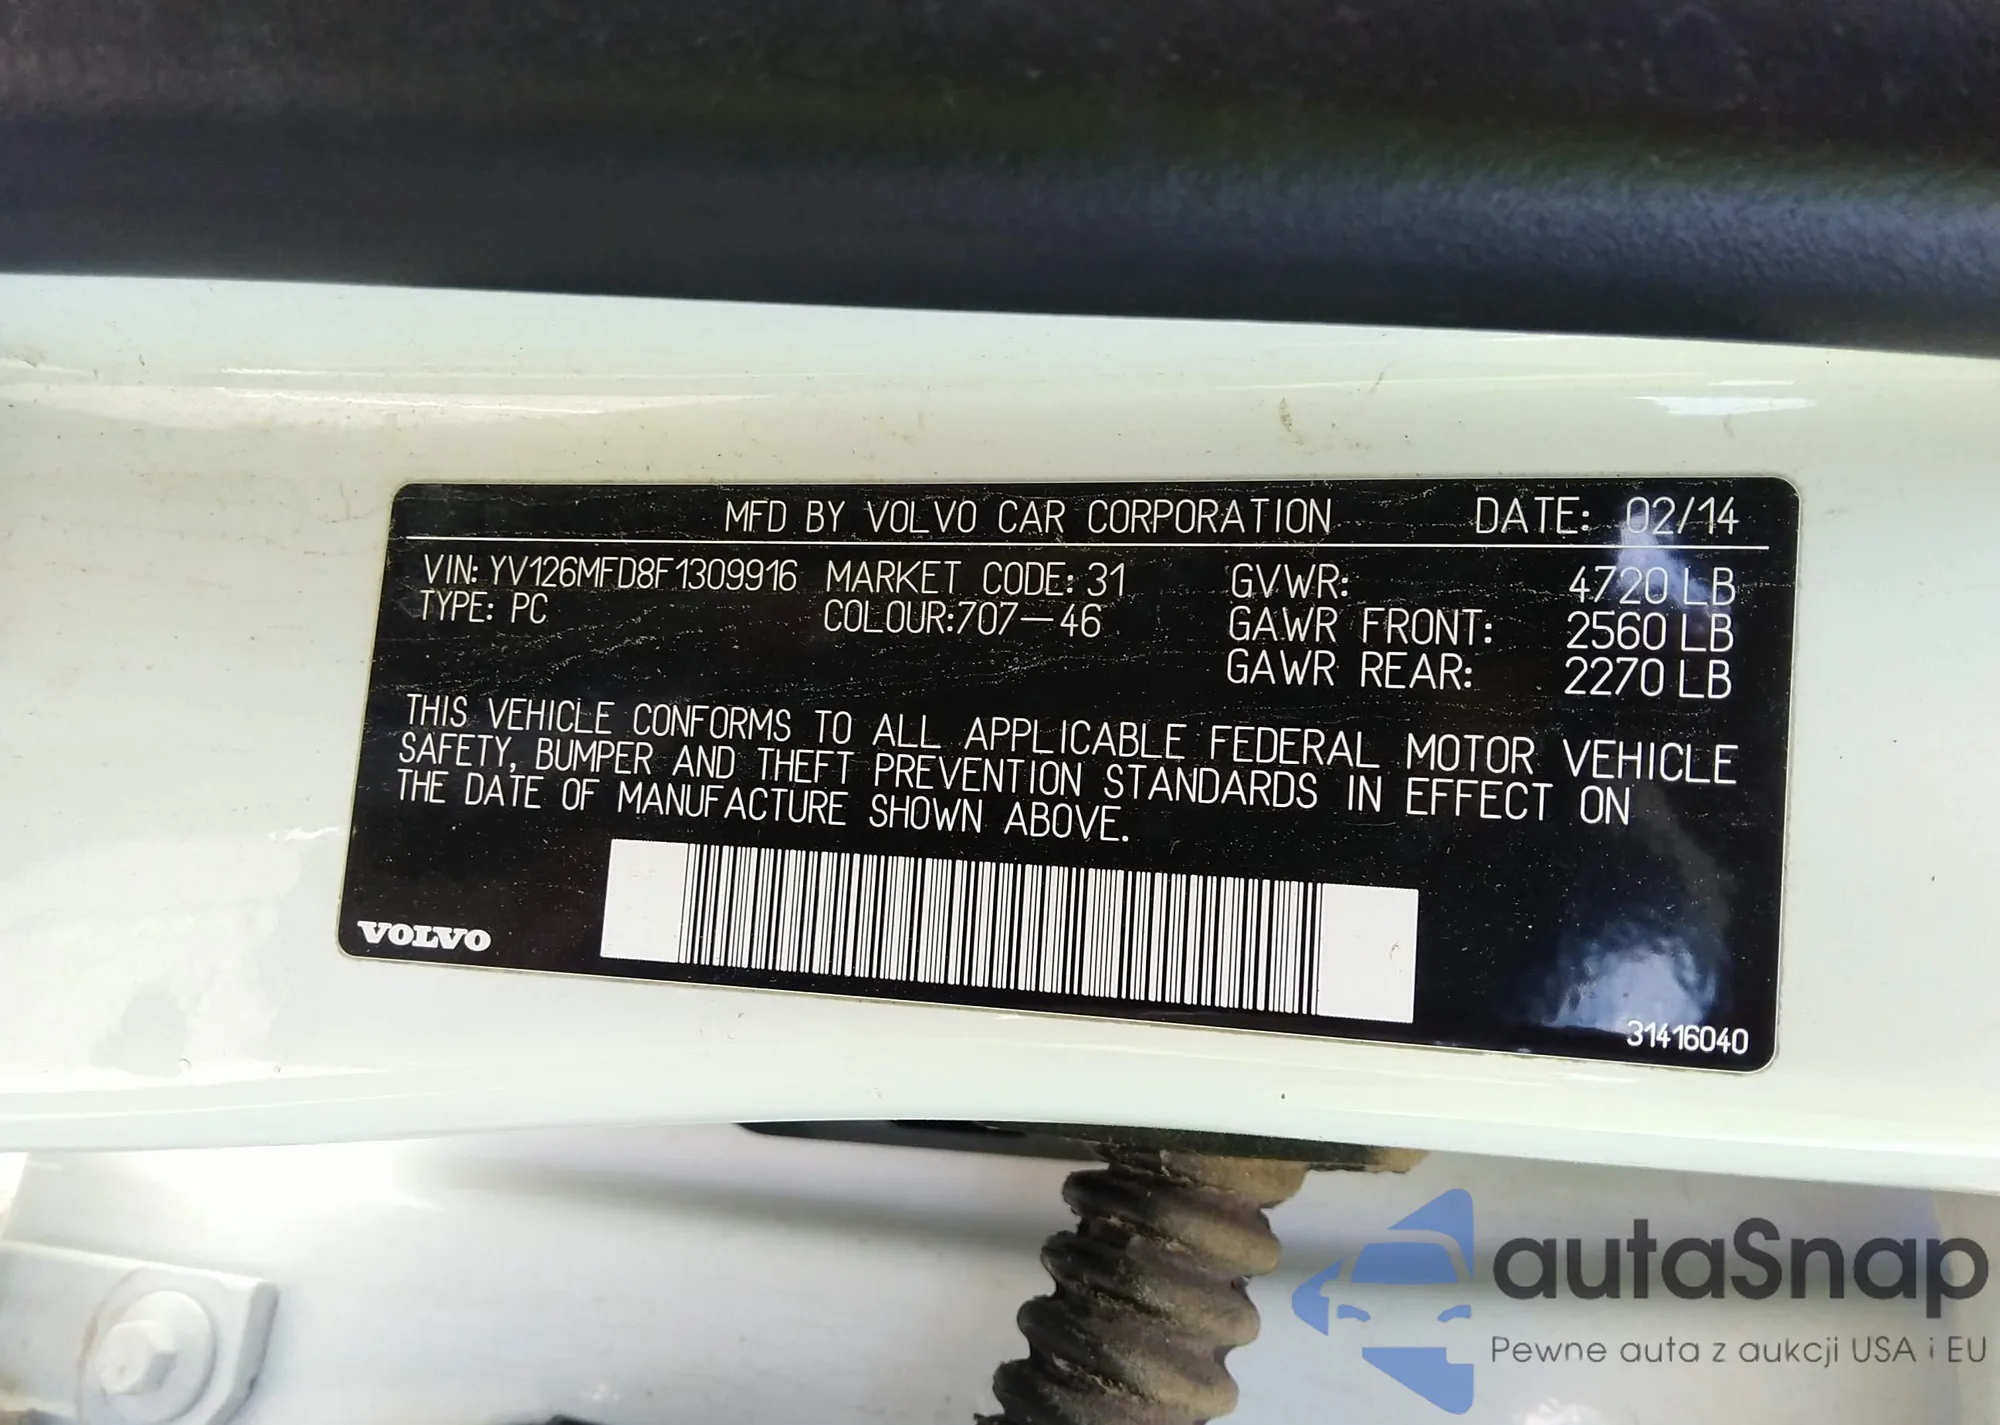 MFD BY VOLVO CAR CORPORATION DATE: 02/14
VIN: YV126MFD8F1309916 MARKET CODE: 31 GVWR: 4720 LB
TYPE: PC COLOUR:707-46 GAWR FRONT: 2560 LB
GAWR REAR: 2270 LB
THIS VEHICLE CONFORMS TO ALL APPLICABLE FEDERAL MOTOR VEHICLE
SAFETY, BUMPER AND THEFT PREVENTION STANDARDS IN EFFECT ON
THE DATE OF MANUFACTURE SHOWN ABOVE.
VOLVO
31416040
autaSnap
Pewne auta z aukcji USA i EU